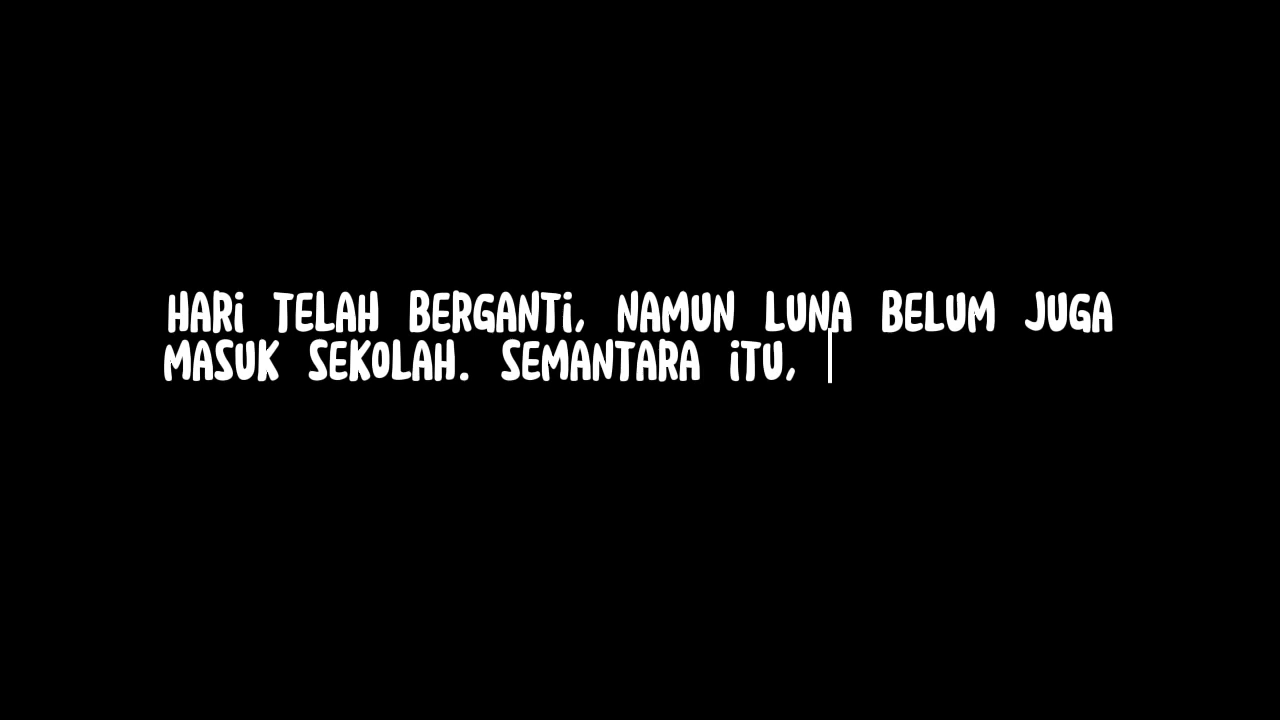 HARI TELAH BERGANTI, NAMUN LUNA BELUM JUGA
MASUK SEKOLAH. SEMANTARA ITU,